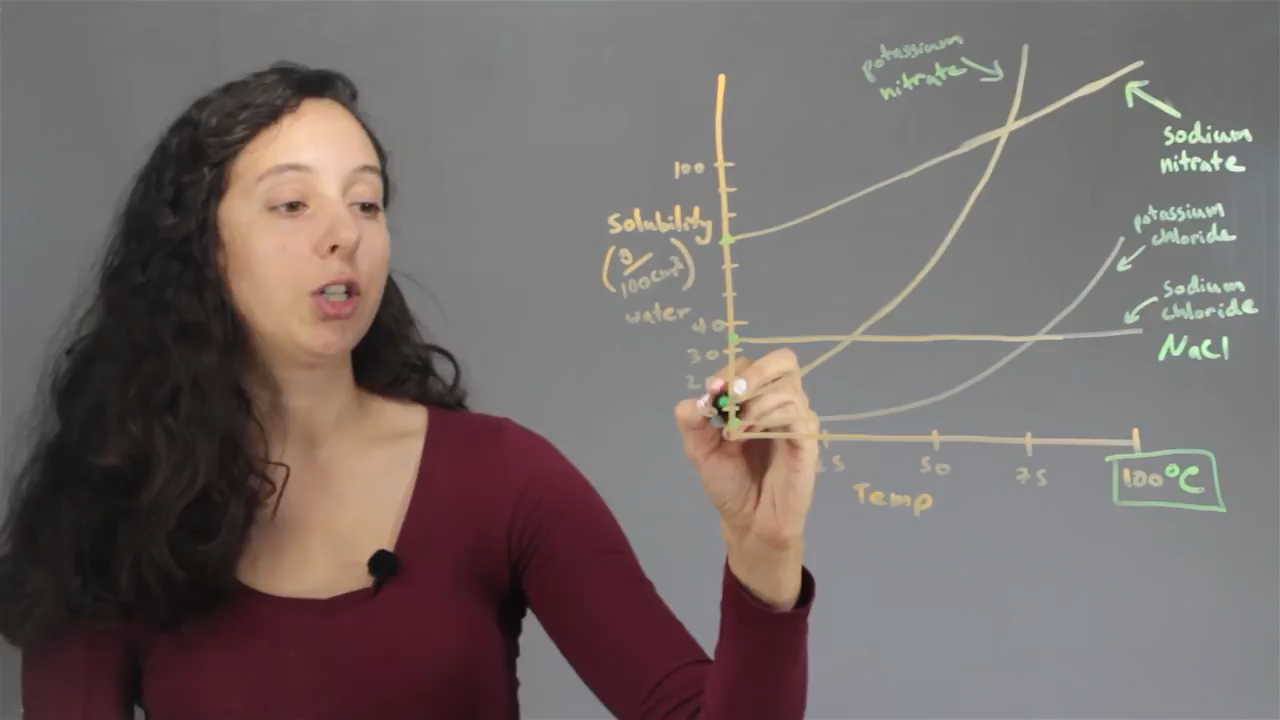 potassium
nitrate
sodium
nitrate
100
Solubility
(g/100cm³)
water
potassium
chloride
sodium
chloride
NaCl
40
30
50
75
100°C
Temp